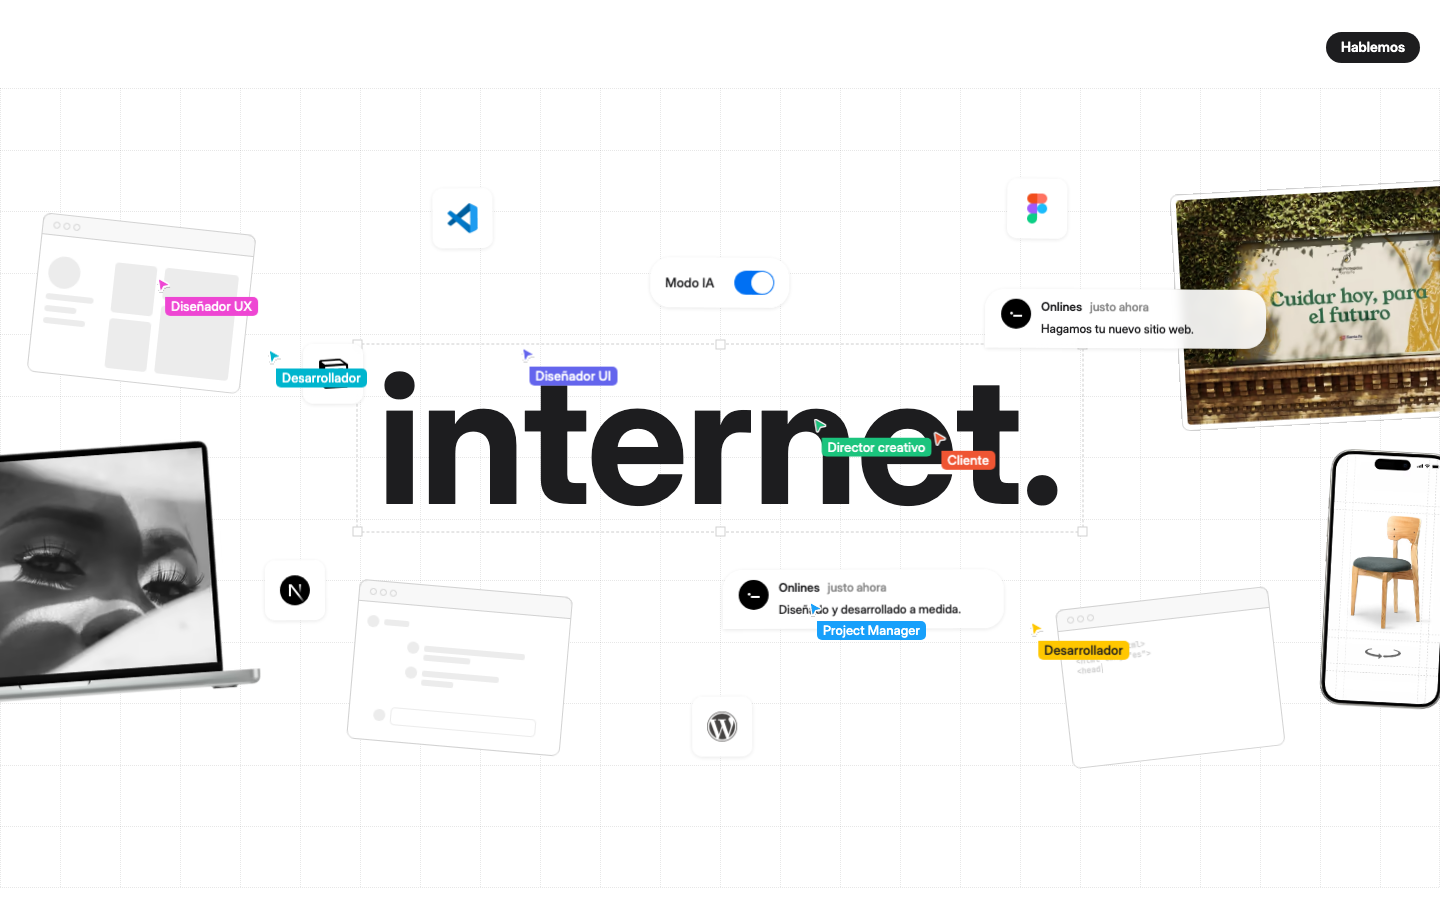 Hablemos
Modo IA
Diseñador UX
Onlines justo ahora
Hagamos tu nuevo sitio web.
Cuidar hoy, para
el futuro
Desarrollador
Diseñador UI
internet.
Director creativo
Cliente
Onlines justo ahora
y desarrollado a medida.
Project Manager
Desarrollador
<head